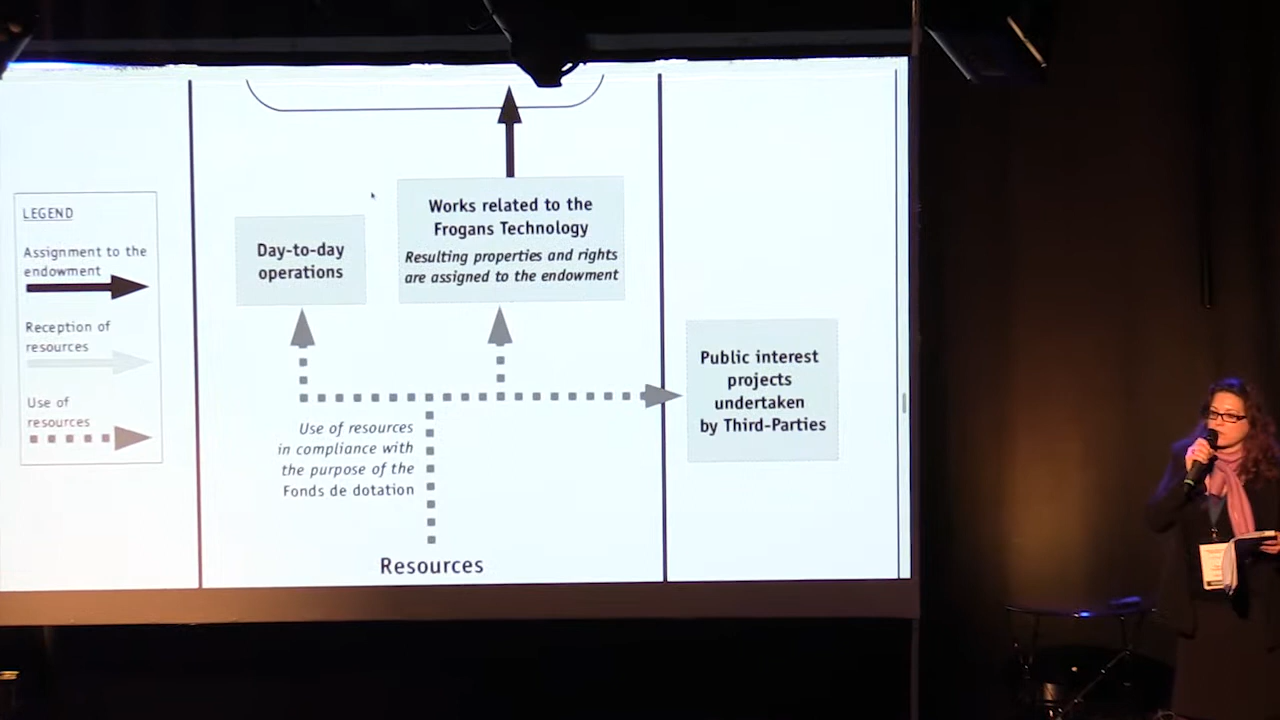 LEGEND
Assignment to the
endowment
Reception of
resources
Use of
resources
Day-to-day
operations
Works related to the
Frogans Technology
Resulting properties and rights
are assigned to the endowment
Public interest
projects
undertaken
by Third-Parties
Use of resources
in compliance with
the purpose of the
Fonds de dotation
Resources